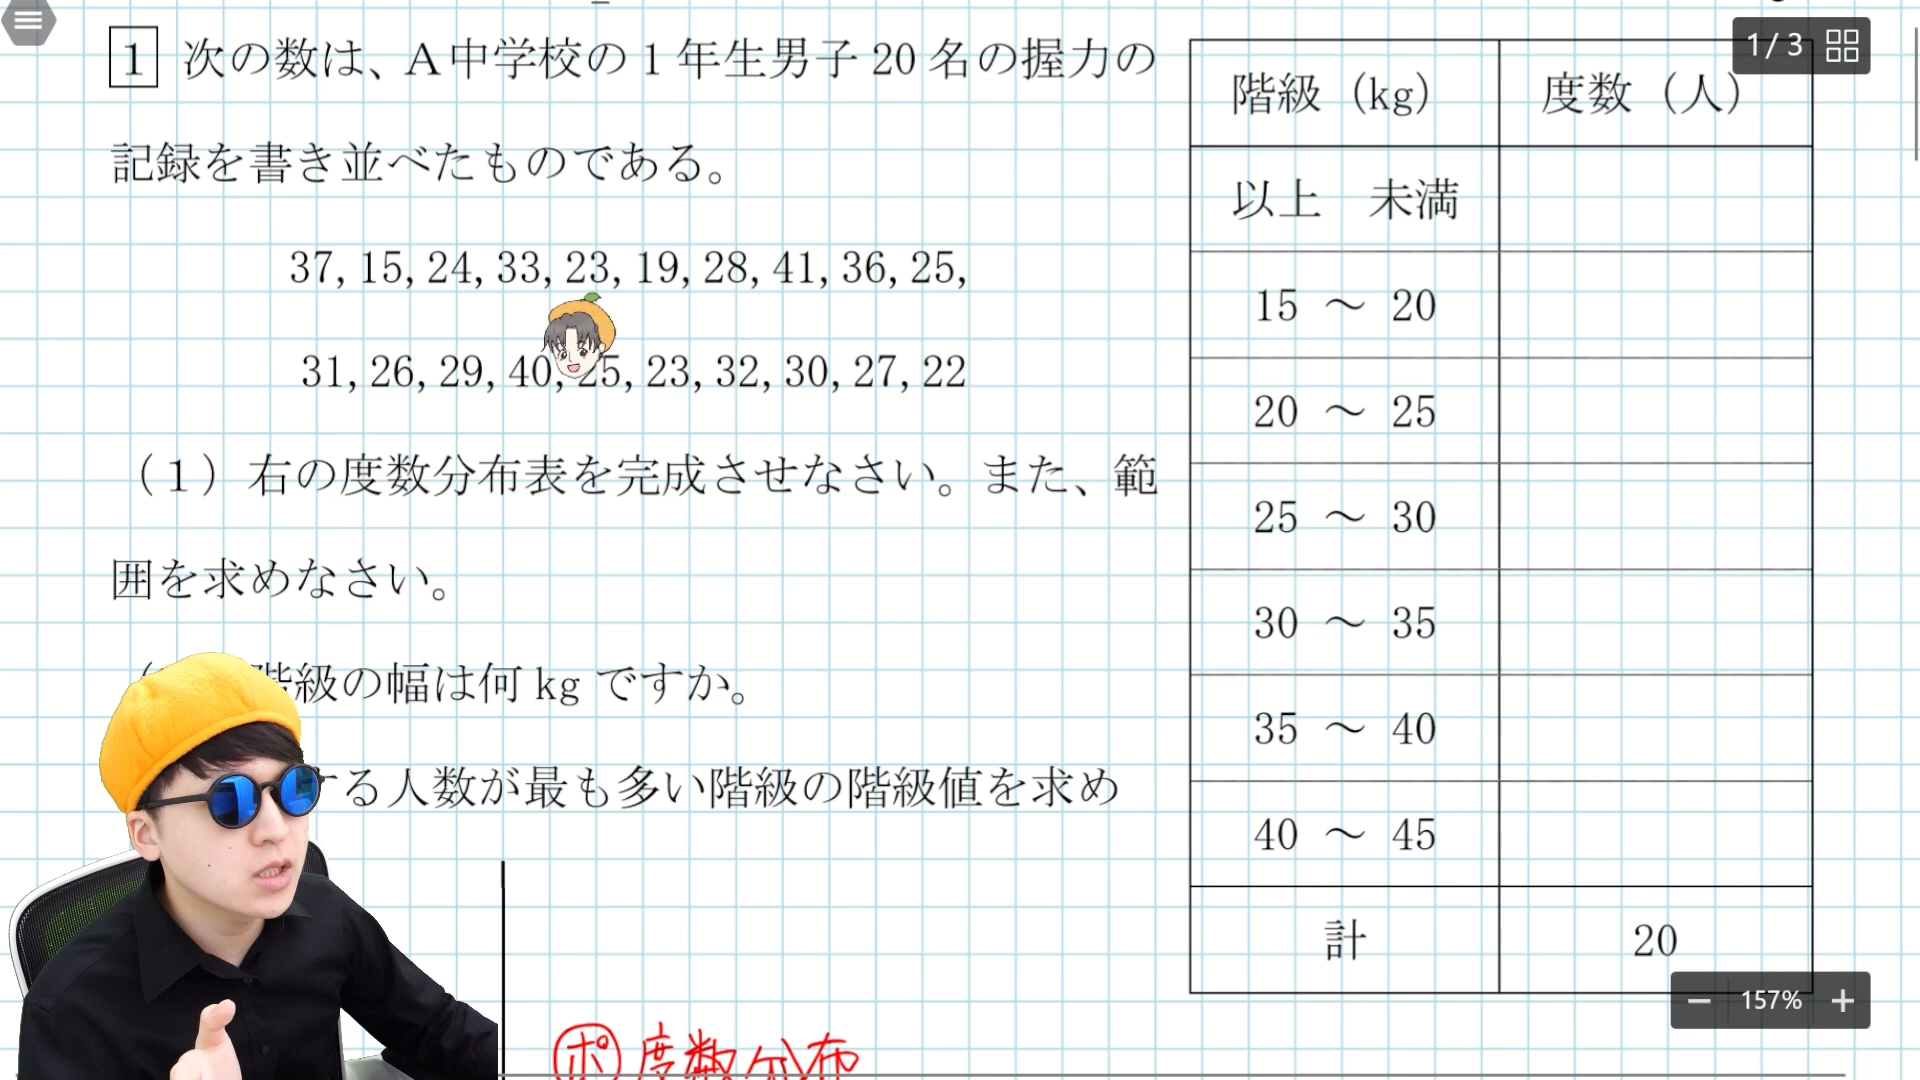 1 次の数は、A中学校の1年生男子20名の握力の
記録を書き並べたものである。
37, 15, 24, 33, 23, 19, 28, 41, 36, 25,
31, 26, 29, 40, 25, 23, 32, 30, 27, 22
（1）右の度数分布表を完成させなさい。また、範
囲を求めなさい。
階級の幅は何kgですか。
する人数が最も多い階級の階級値を求め
ポ 度数分布
1/3
階級（kg） 度数（人）
以上 未満
15 〜 20
20 〜 25
25 〜 30
30 〜 35
35 〜 40
40 〜 45
計 20
157%